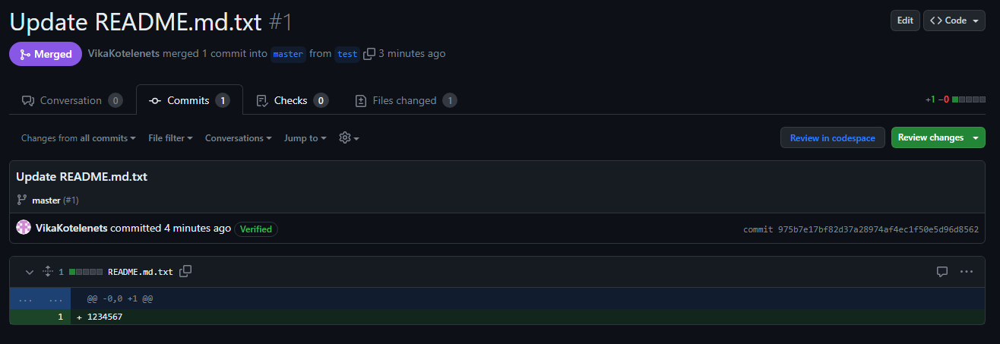 Update README.md.txt #1
Edit
Code
Merged VikaKotelenets merged 1 commit into master from test 3 minutes ago
Conversation 0 Commits 1 Checks 0 Files changed 1 +1 −0
Changes from all commits File filter Conversations Jump to Review in codespace Review changes
Update README.md.txt
master (#1)
VikaKotelenets committed 4 minutes ago Verified commit 975b7e17bf82d37a28974af4ec1f50e5d96d8562
1 README.md.txt ...
... ... @@ -0,0 +1 @@
1 + 1234567